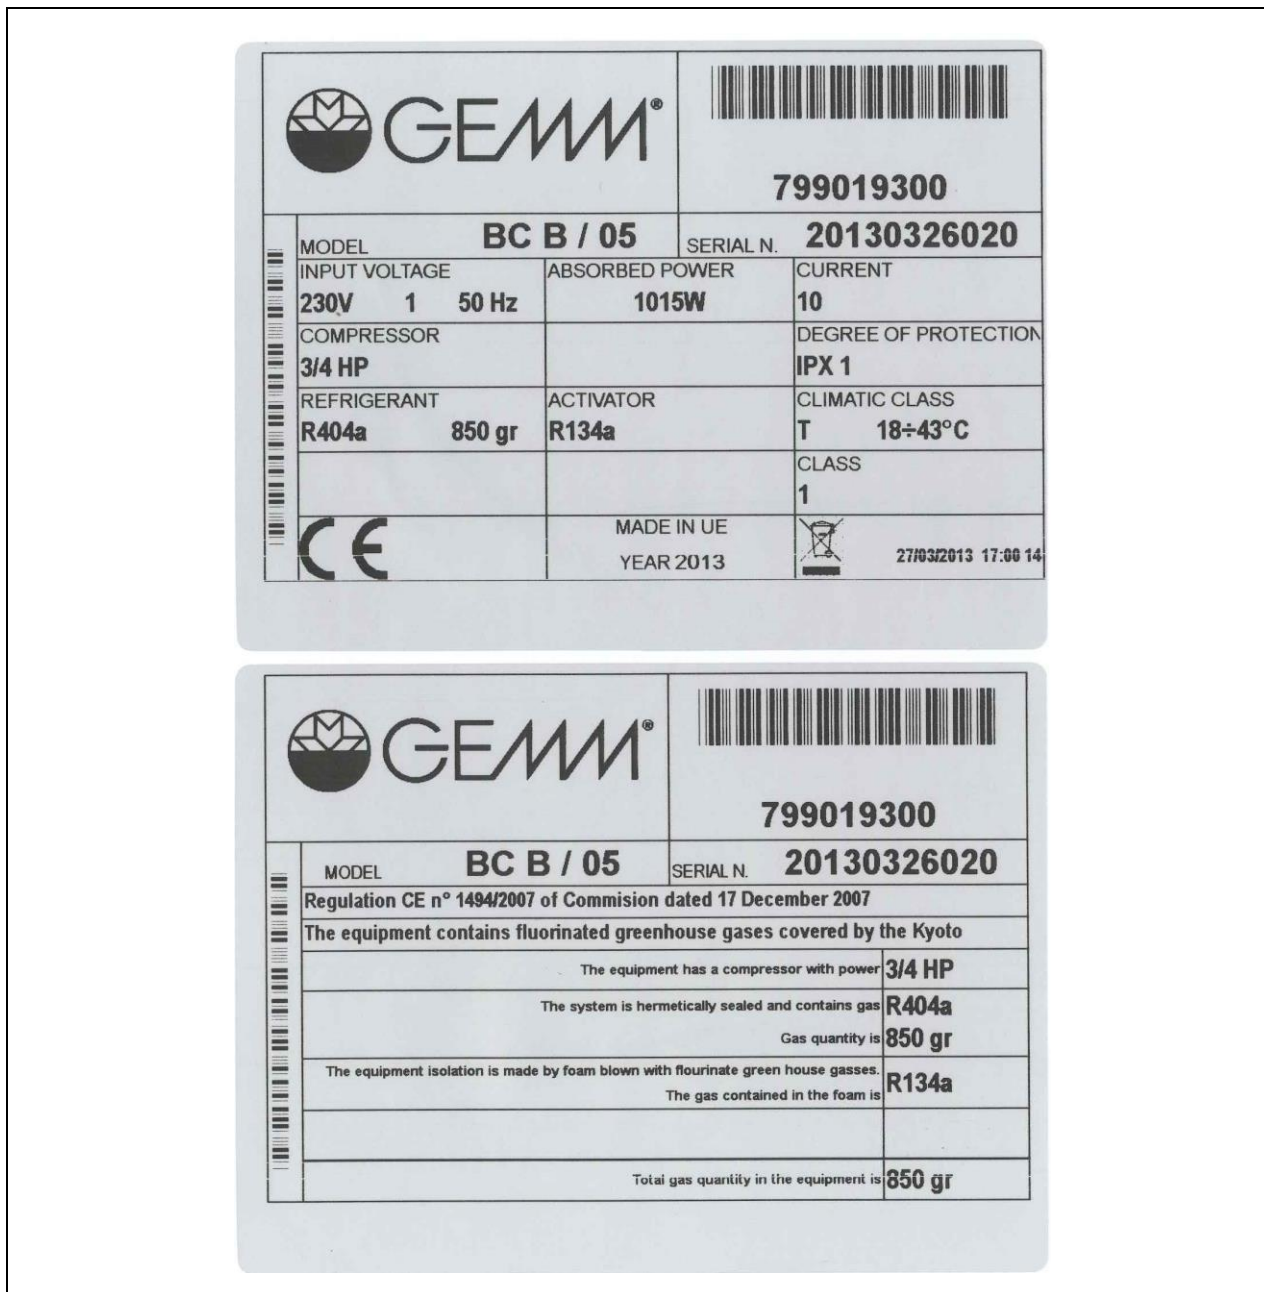 GEMM®
799019300
MODEL BC B / 05 SERIAL N. 20130326020
INPUT VOLTAGE ABSORBED POWER CURRENT
230V 1 50 Hz 1015W 10
COMPRESSOR DEGREE OF PROTECTION
3/4 HP IPX 1
REFRIGERANT ACTIVATOR CLIMATIC CLASS
R404a 850 gr R134a T 18÷43°C
CLASS
1
CE MADE IN UE
YEAR 2013 27/03/2013 17:00 14
GEMM®
799019300
MODEL BC B / 05 SERIAL N. 20130326020
Regulation CE n° 1494/2007 of Commision dated 17 December 2007
The equipment contains fluorinated greenhouse gases covered by the Kyoto
The equipment has a compressor with power 3/4 HP
The system is hermetically sealed and contains gas R404a
Gas quantity is 850 gr
The equipment isolation is made by foam blown with flourinate green house gasses.
The gas contained in the foam is R134a
Total gas quantity in the equipment is 850 gr